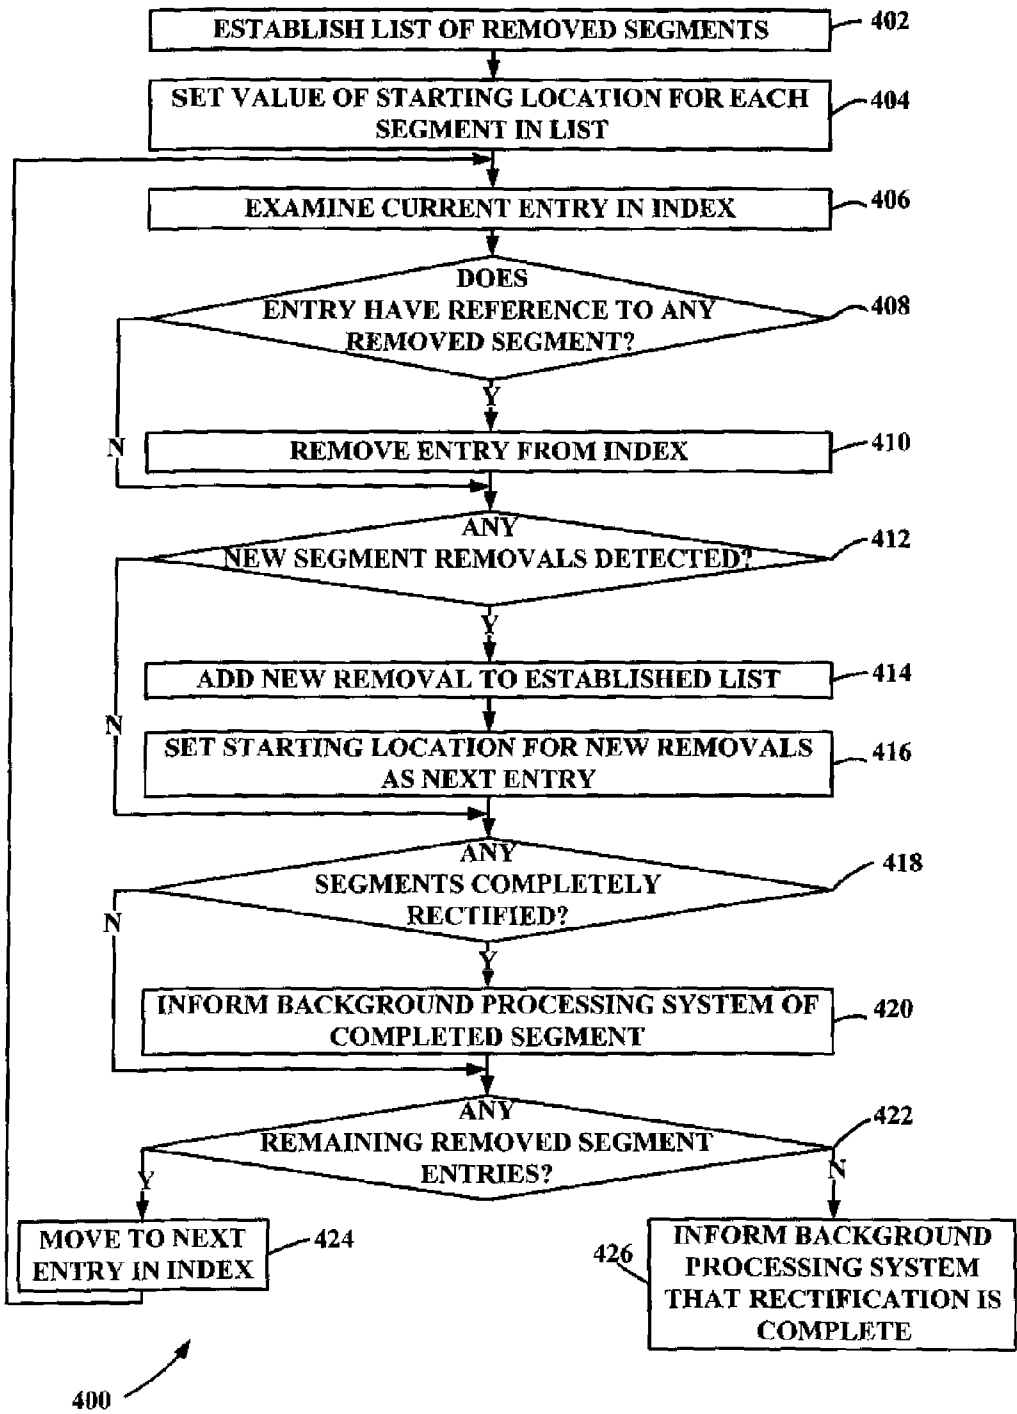 ESTABLISH LIST OF REMOVED SEGMENTS
402
SET VALUE OF STARTING LOCATION FOR EACH
SEGMENT IN LIST
404
EXAMINE CURRENT ENTRY IN INDEX
406
DOES
ENTRY HAVE REFERENCE TO ANY
REMOVED SEGMENT?
408
Y
N
REMOVE ENTRY FROM INDEX
410
ANY
NEW SEGMENT REMOVALS DETECTED?
412
Y
ADD NEW REMOVAL TO ESTABLISHED LIST
414
N
SET STARTING LOCATION FOR NEW REMOVALS
AS NEXT ENTRY
416
ANY
SEGMENTS COMPLETELY
RECTIFIED?
418
N
Y
INFORM BACKGROUND PROCESSING SYSTEM OF
COMPLETED SEGMENT
420
ANY
REMAINING REMOVED SEGMENT
ENTRIES?
422
Y
N
MOVE TO NEXT
ENTRY IN INDEX
424
INFORM BACKGROUND
PROCESSING SYSTEM
THAT RECTIFICATION IS
COMPLETE
426
400